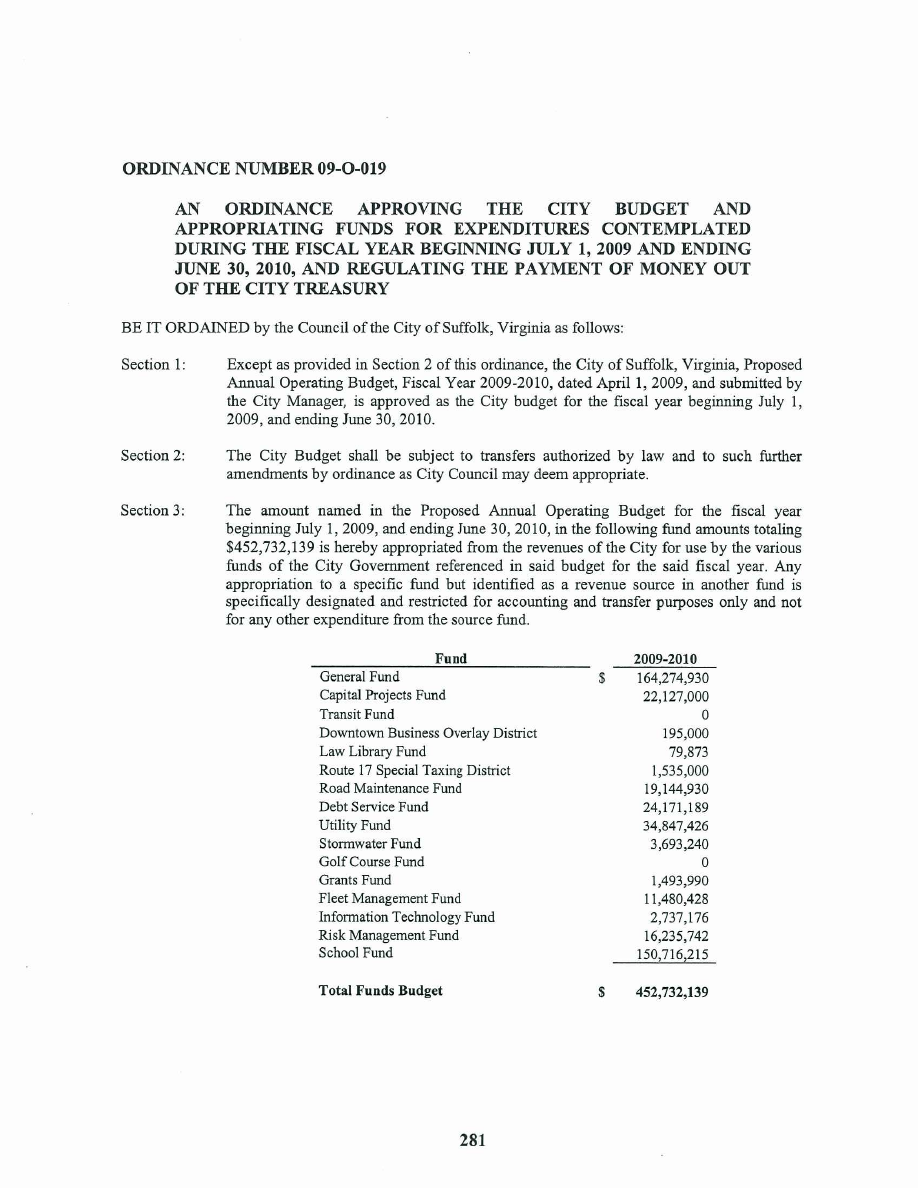 ORDINANCE NUMBER 09-O-019
AN ORDINANCE APPROVING THE CITY BUDGET AND
APPROPRIATING FUNDS FOR EXPENDITURES CONTEMPLATED
DURING THE FISCAL YEAR BEGINNING JULY 1, 2009 AND ENDING
JUNE 30, 2010, AND REGULATING THE PAYMENT OF MONEY OUT
OF THE CITY TREASURY
BE IT ORDAINED by the Council of the City of Suffolk, Virginia as follows:
Section 1: Except as provided in Section 2 of this ordinance, the City of Suffolk, Virginia, Proposed
Annual Operating Budget, Fiscal Year 2009-2010, dated April 1, 2009, and submitted by
the City Manager, is approved as the City budget for the fiscal year beginning July 1,
2009, and ending June 30, 2010.
Section 2: The City Budget shall be subject to transfers authorized by law and to such further
amendments by ordinance as City Council may deem appropriate.
Section 3: The amount named in the Proposed Annual Operating Budget for the fiscal year
beginning July 1, 2009, and ending June 30, 2010, in the following fund amounts totaling
$452,732,139 is hereby appropriated from the revenues of the City for use by the various
funds of the City Government referenced in said budget for the said fiscal year. Any
appropriation to a specific fund but identified as a revenue source in another fund is
specifically designated and restricted for accounting and transfer purposes only and not
for any other expenditure from the source fund.
Fund 2009-2010
General Fund $ 164,274,930
Capital Projects Fund 22,127,000
Transit Fund 0
Downtown Business Overlay District 195,000
Law Library Fund 79,873
Route 17 Special Taxing District 1,535,000
Road Maintenance Fund 19,144,930
Debt Service Fund 24,171,189
Utility Fund 34,847,426
Stormwater Fund 3,693,240
Golf Course Fund 0
Grants Fund 1,493,990
Fleet Management Fund 11,480,428
Information Technology Fund 2,737,176
Risk Management Fund 16,235,742
School Fund 150,716,215
Total Funds Budget $ 452,732,139
281